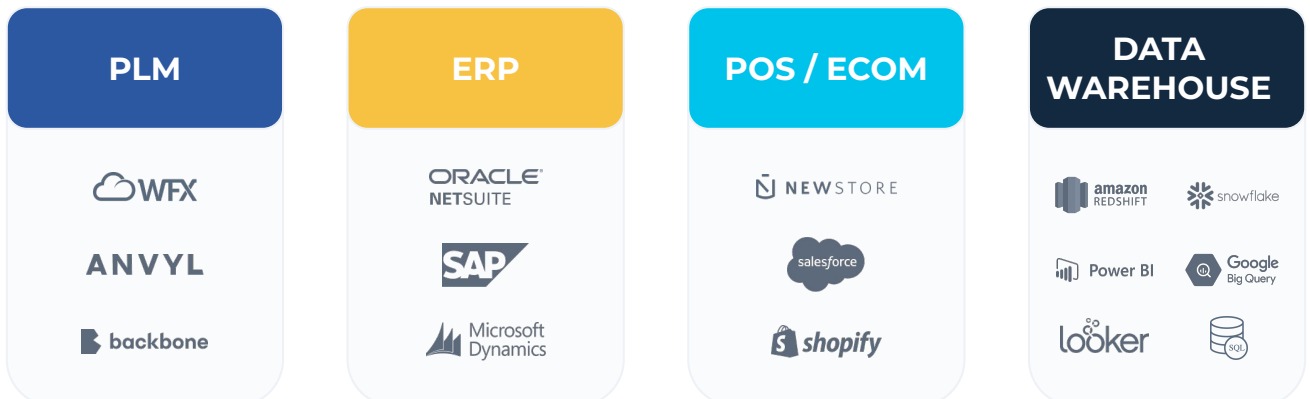 PLM
WFX
ANVYL
backbone
ERP
ORACLE®
NETSUITE
SAP
Microsoft
Dynamics
POS / ECOM
NEWSTORE
salesforce
shopify
DATA
WAREHOUSE
amazon
REDSHIFT
snowflake
Power BI
Google
Big Query
looker
SQL